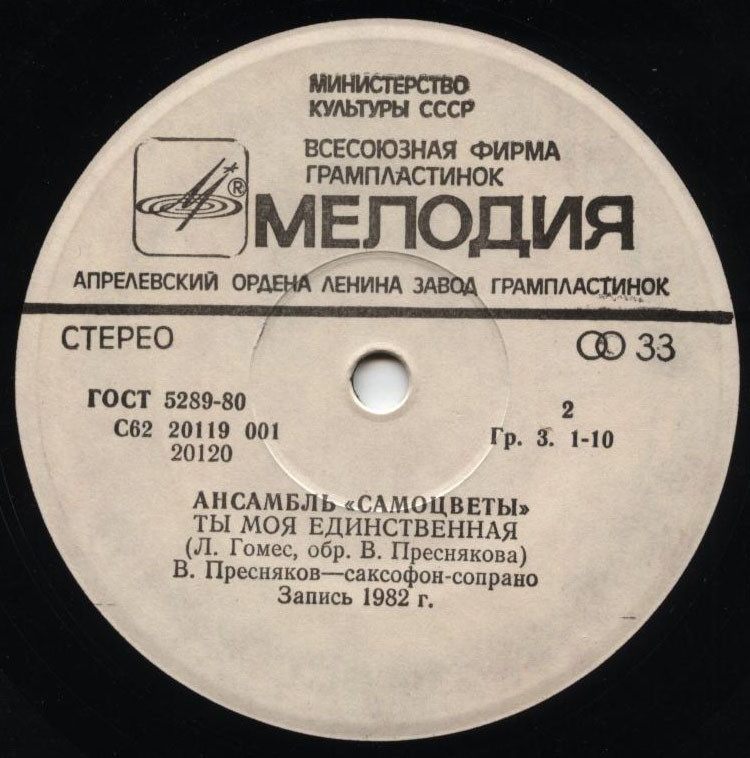 МИНИСТЕРСТВО
КУЛЬТУРЫ СССР
ВСЕСОЮЗНАЯ ФИРМА
ГРАМПЛАСТИНОК
®
МЕЛОДИЯ
АПРЕЛЕВСКИЙ ОРДЕНА ЛЕНИНА ЗАВОД ГРАМПЛАСТИНОК
СТЕРЕО
33
ГОСТ 5289-80
2
С62 20119 001
Гр. 3. 1-10
20120
АНСАМБЛЬ «САМОЦВЕТЫ»
ТЫ МОЯ ЕДИНСТВЕННАЯ
(Л. Гомес, обр. В. Преснякова)
В. Пресняков—саксофон-сопрано
Запись 1982 г.